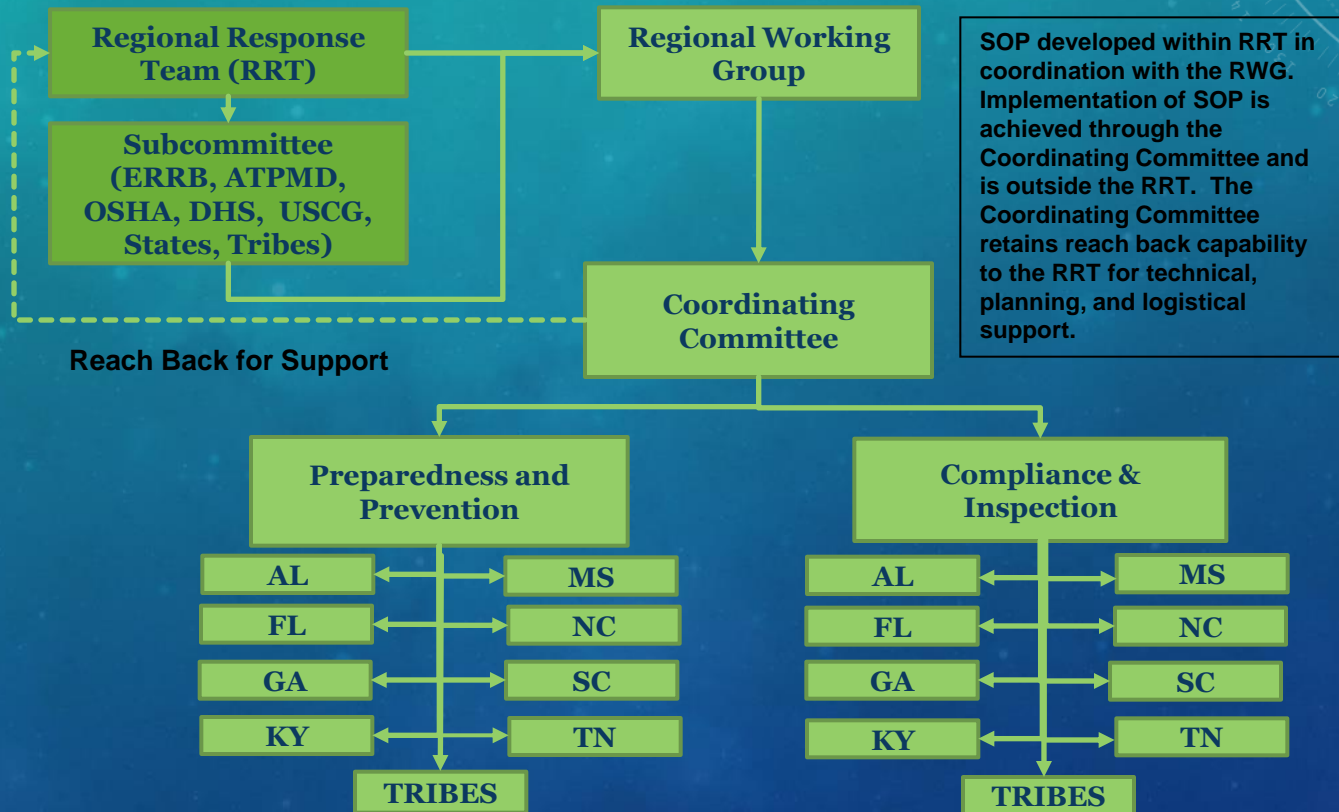 Regional Response
Team (RRT)
Subcommittee
(ERRB, ATPMD,
OSHA, DHS, USCG,
States, Tribes)
Regional Working
Group
SOP developed within RRT in
coordination with the RWG.
Implementation of SOP is
achieved through the
Coordinating Committee and
is outside the RRT. The
Coordinating Committee
retains reach back capability
to the RRT for technical,
planning, and logistical
support.
Coordinating
Committee
Reach Back for Support
Preparedness and
Prevention
AL
MS
FL
NC
GA
SC
KY
TN
TRIBES
Compliance &
Inspection
AL
MS
FL
NC
GA
SC
KY
TN
TRIBES